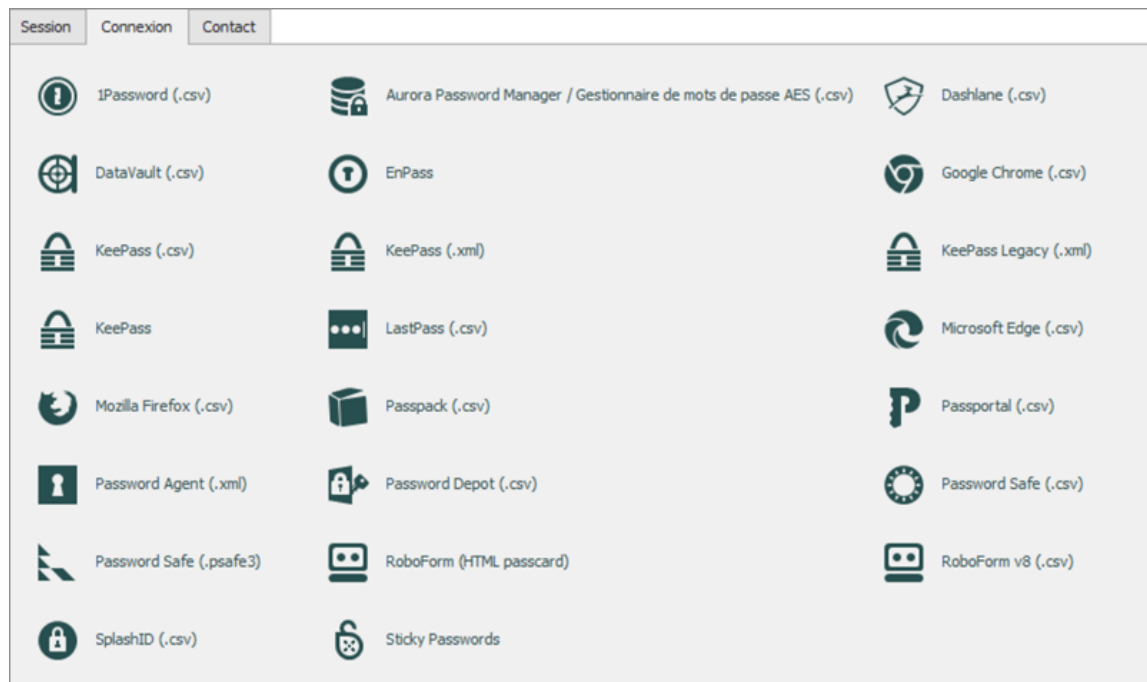 Session Connexion Contact
1Password (.csv) Aurora Password Manager / Gestionnaire de mots de passe AES (.csv) Dashlane (.csv)
DataVault (.csv) EnPass Google Chrome (.csv)
KeePass (.csv) KeePass (.xml) KeePass Legacy (.xml)
KeePass LastPass (.csv) Microsoft Edge (.csv)
Mozilla Firefox (.csv) Passpack (.csv) Passportal (.csv)
Password Agent (.xml) Password Depot (.csv) Password Safe (.csv)
Password Safe (.psafe3) RoboForm (HTML passcard) RoboForm v8 (.csv)
SplashID (.csv) Sticky Passwords